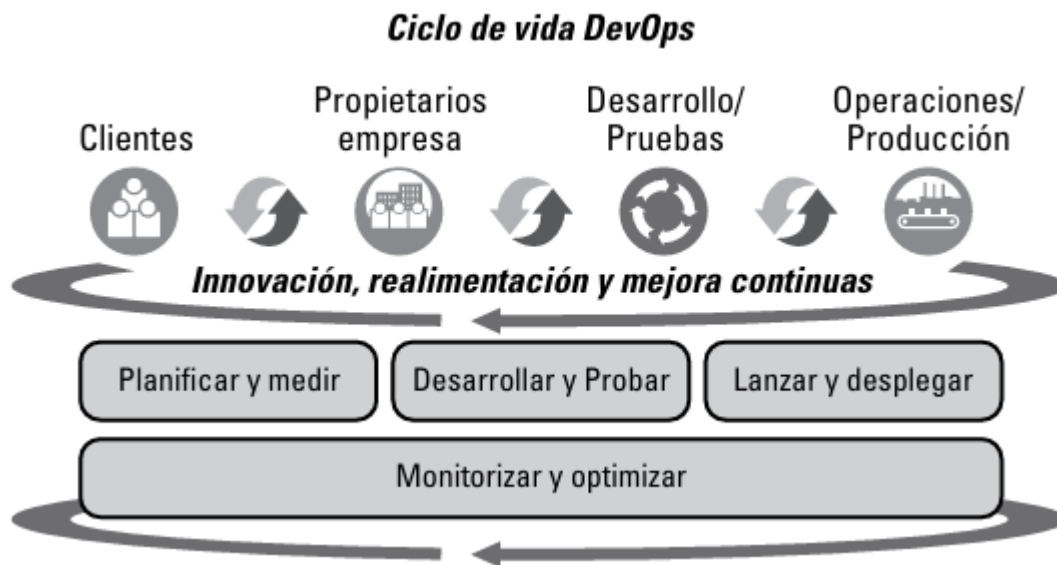 Ciclo de vida DevOps
Clientes
Propietarios
empresa
Desarrollo/
Pruebas
Operaciones/
Producción
Innovación, realimentación y mejora continuas
Planificar y medir
Desarrollar y Probar
Lanzar y desplegar
Monitorizar y optimizar